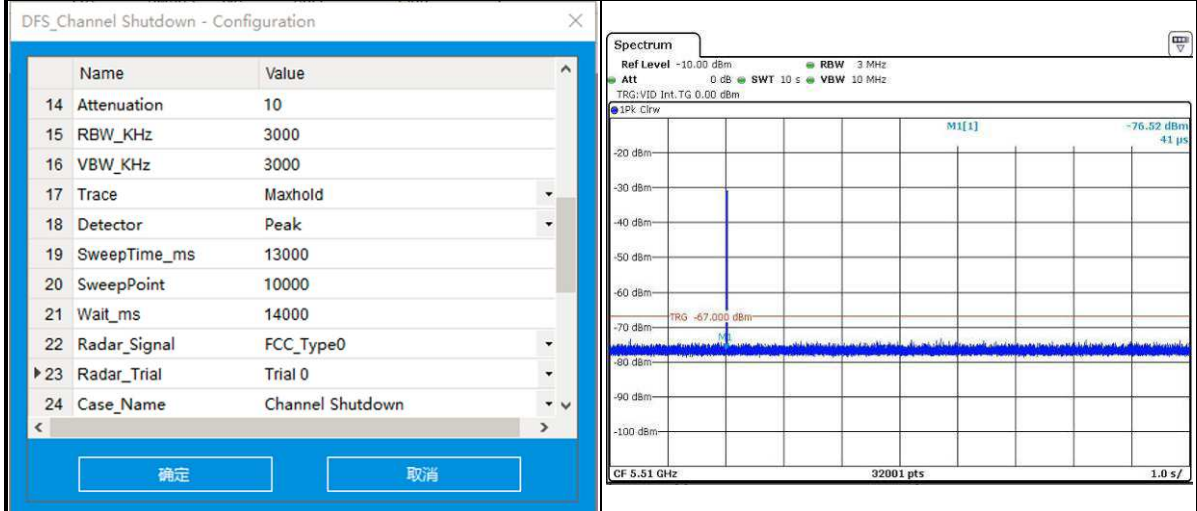 DFS_Channel Shutdown - Configuration
Name Value
14 Attenuation 10
15 RBW_KHz 3000
16 VBW_KHz 3000
17 Trace Maxhold
18 Detector Peak
19 SweepTime_ms 13000
20 SweepPoint 10000
21 Wait_ms 14000
22 Radar_Signal FCC_Type0
23 Radar_Trial Trial 0
24 Case_Name Channel Shutdown
确定 取消
Spectrum
Ref Level -10.00 dBm RBW 3 MHz
Att 0 dB SWT 10 s VBW 10 MHz
TRG:VID Int.TG 0.00 dBm
1Pk Clrw
M1[1] -76.52 dBm
41 µs
-20 dBm
-30 dBm
-40 dBm
-50 dBm
-60 dBm
TRG -67.000 dBm
-70 dBm
M1
-80 dBm
-90 dBm
-100 dBm
CF 5.51 GHz 32001 pts 1.0 s/